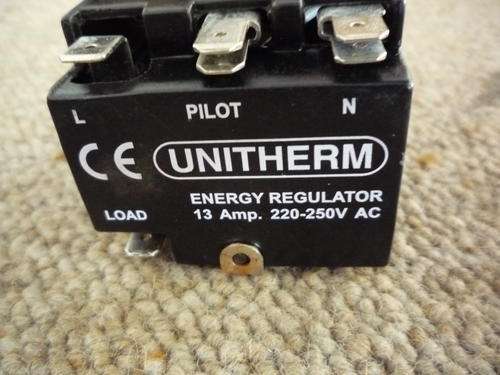 L PILOT N
CE UNITHERM
ENERGY REGULATOR
LOAD 13 Amp. 220-250V AC